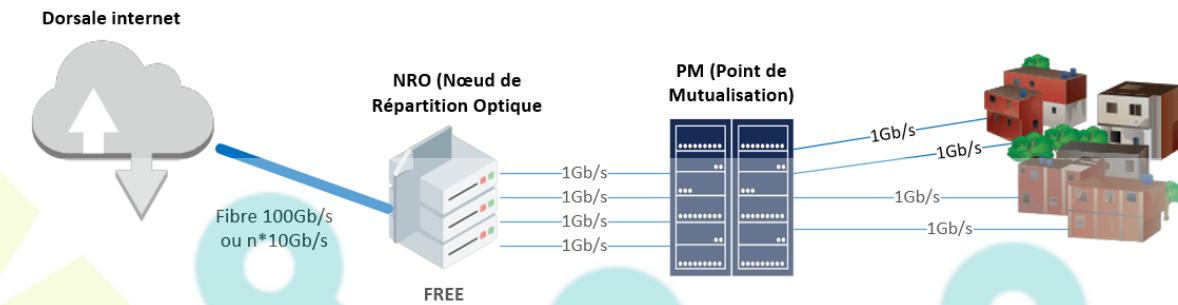 Dorsale internet
NRO (Nœud de
Répartition Optique
PM (Point de
Mutualisation)
1Gb/s
1Gb/s
1Gb/s
1Gb/s
1Gb/s
1Gb/s
1Gb/s
1Gb/s
Fibre 100Gb/s
ou n*10Gb/s
FREE